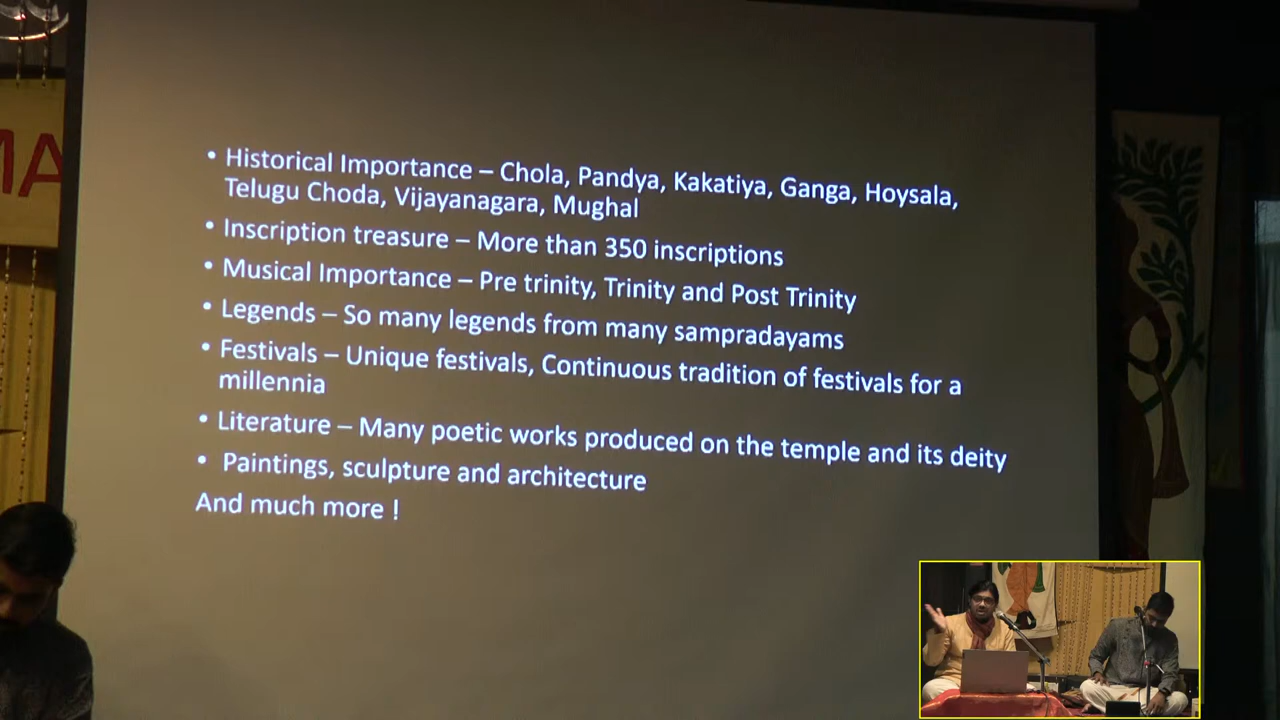 MA
• Historical Importance – Chola, Pandya, Kakatiya, Ganga, Hoysala,
Telugu Choda, Vijayanagara, Mughal
• Inscription treasure – More than 350 inscriptions
• Musical Importance – Pre trinity, Trinity and Post Trinity
• Legends – So many legends from many sampradayams
• Festivals – Unique festivals, Continuous tradition of festivals for a
millennia
• Literature – Many poetic works produced on the temple and its deity
• Paintings, sculpture and architecture
And much more !